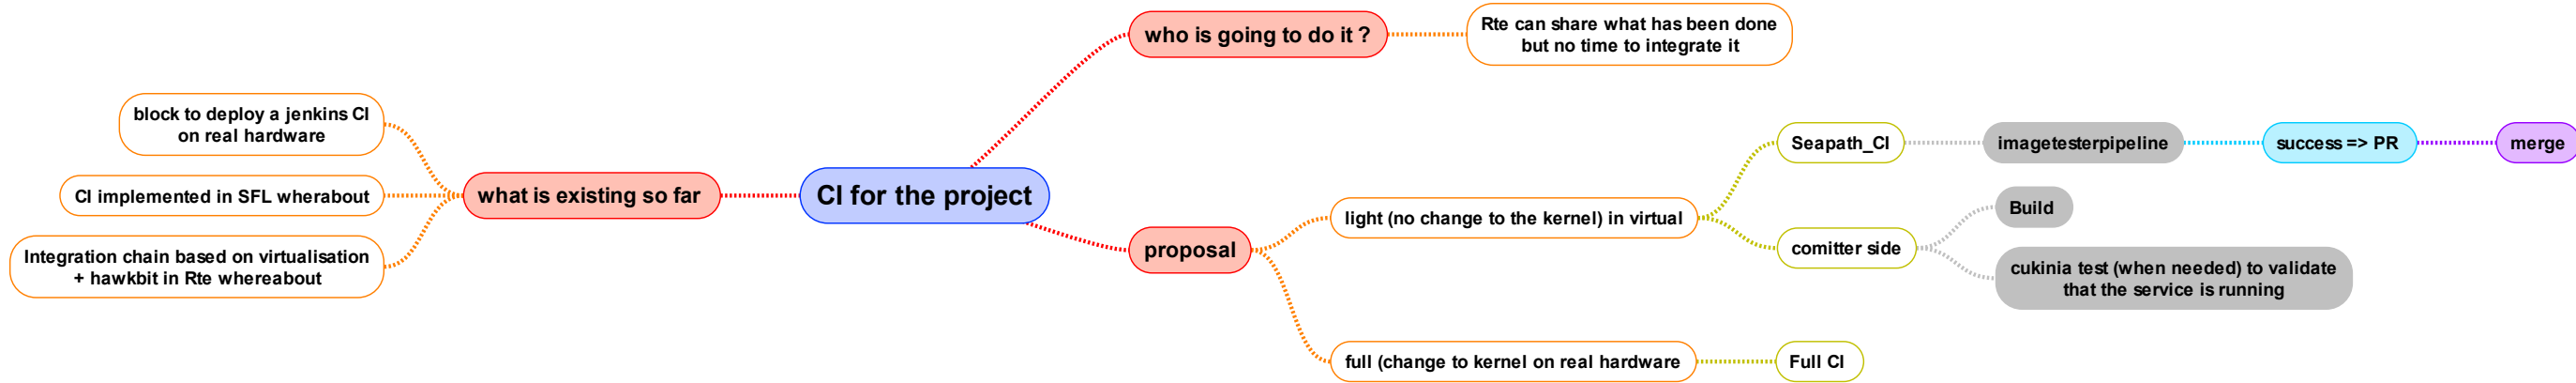 who is going to do it ?
Rte can share what has been done
but no time to integrate it
block to deploy a jenkins CI
on real hardware
CI implemented in SFL wherabout
Integration chain based on virtualisation
+ hawkbit in Rte whereabout
what is existing so far
CI for the project
proposal
light (no change to the kernel) in virtual
Seapath_CI
imagetesterpipeline
success => PR
merge
comitter side
Build
cukinia test (when needed) to validate
that the service is running
full (change to kernel on real hardware
Full CI